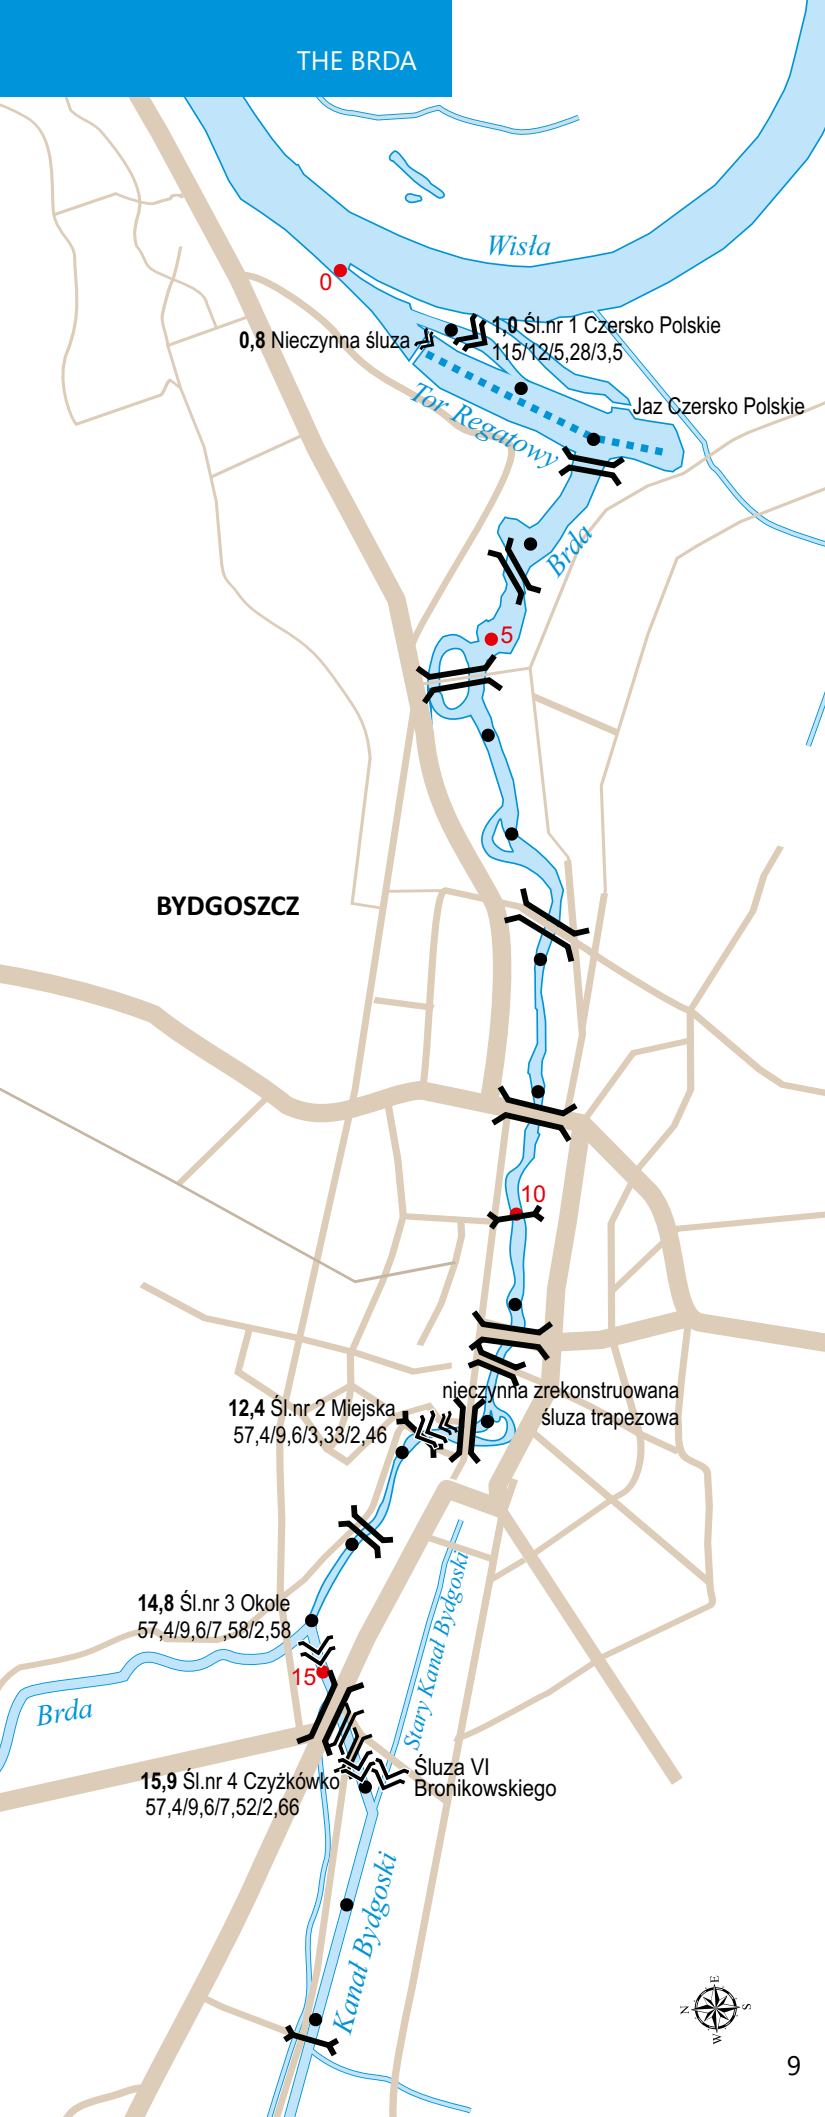 THE BRDA
Wisła
0
1,0 Śl.nr 1 Czersko Polskie
115/12/5,28/3,5
0,8 Nieczynna śluza
Tor Regatowy
Jaz Czersko Polskie
Brda
5
BYDGOSZCZ
10
nieczynna zrekonstruowana
śluza trapezowa
12,4 Śl.nr 2 Miejska
57,4/9,6/3,33/2,46
14,8 Śl.nr 3 Okole
57,4/9,6/7,58/2,58
Stary Kanał Bydgoski
15
Brda
Śluza VI
Bronikowskiego
15,9 Śl.nr 4 Czyżkówko
57,4/9,6/7,52/2,66
Kanał Bydgoski
E
N
S
W
9